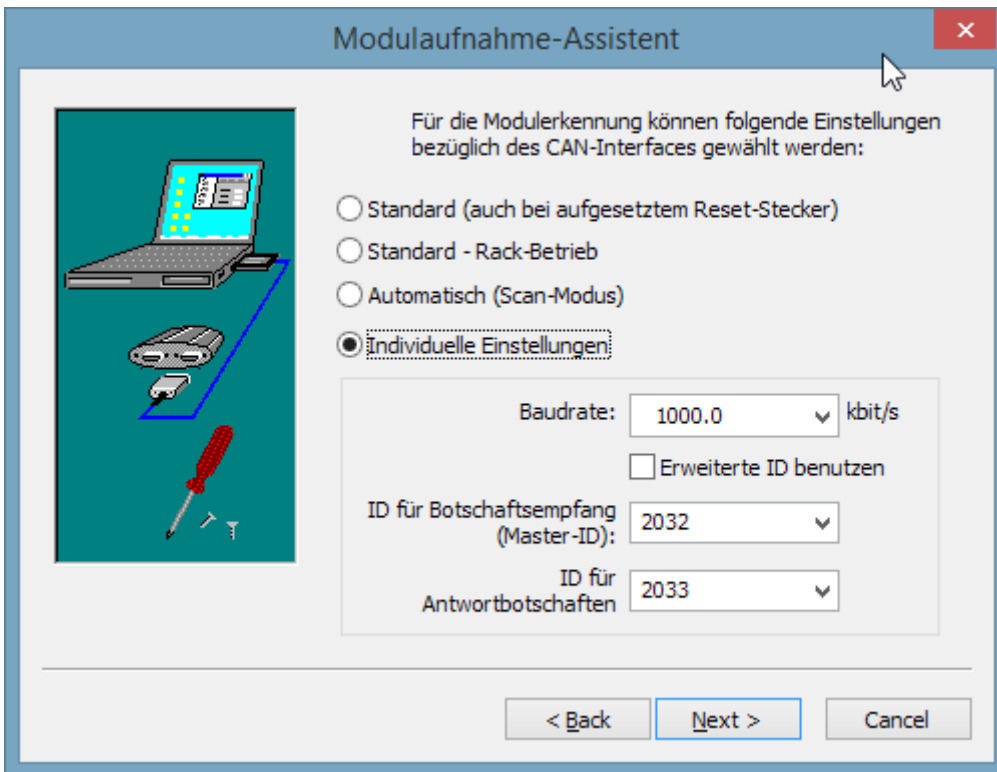 Modulaufnahme-Assistent
Für die Modulerkennung können folgende Einstellungen
bezüglich des CAN-Interfaces gewählt werden:
Standard (auch bei aufgesetztem Reset-Stecker)
Standard - Rack-Betrieb
Automatisch (Scan-Modus)
Individuelle Einstellungen
Baudrate: 1000.0 kbit/s
Erweiterte ID benutzen
ID für Botschaftsempfang
(Master-ID): 2032
ID für
Antwortbotschaften 2033
< Back Next > Cancel